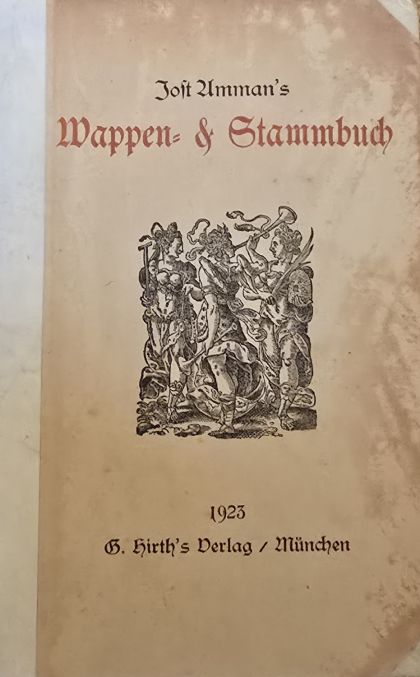 Jost Amman's
Wappen- & Stammbuch
1923
G. Hirth's Verlag / München